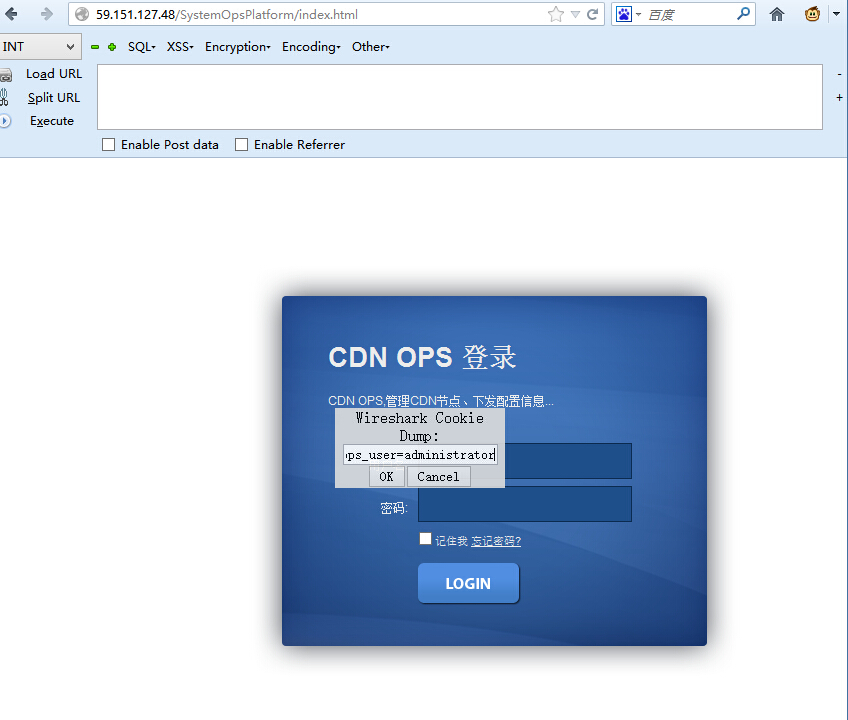 59.151.127.48/SystemOpsPlatform/index.html
百度
INT
SQL XSS Encryption Encoding Other
Load URL
Split URL
Execute
Enable Post data Enable Referrer
CDN OPS 登录
CDN OPS,管理CDN节点、下发配置信息...
Wireshark Cookie
Dump:
ps_user=administrator
OK Cancel
密码:
记住我 忘记密码?
LOGIN